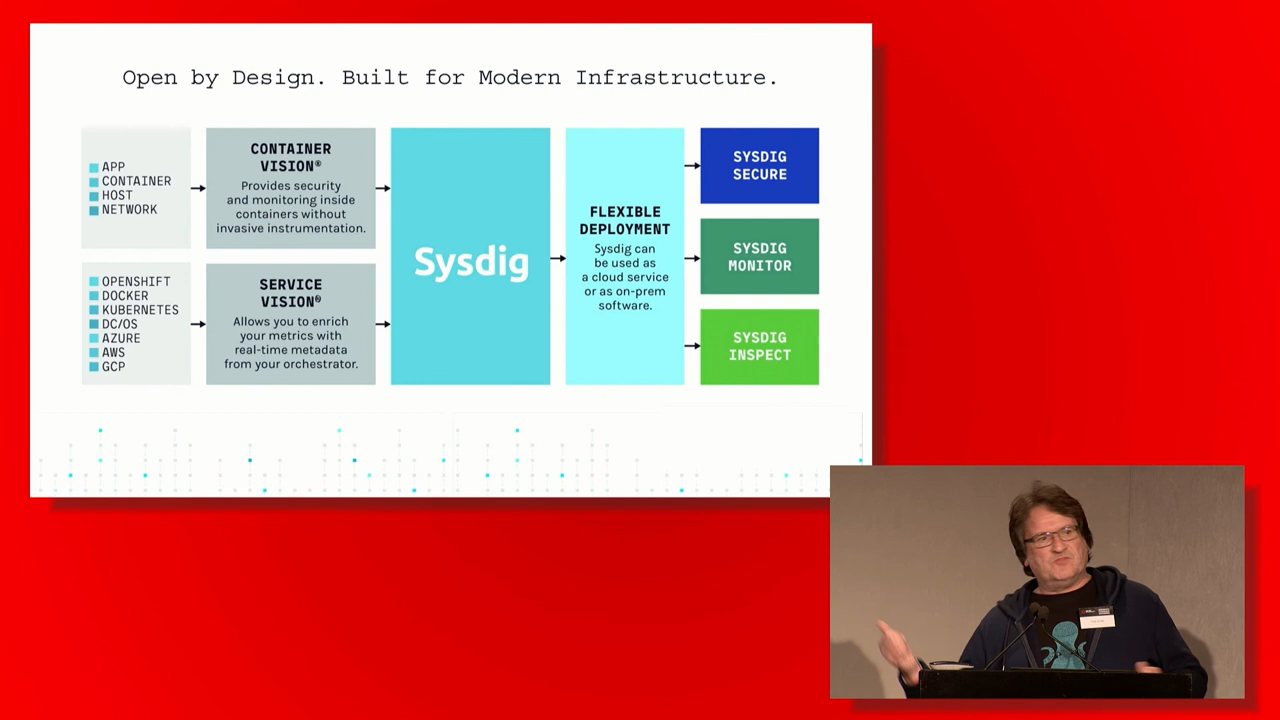 Open by Design. Built for Modern Infrastructure.
APP
CONTAINER
HOST
NETWORK
CONTAINER
VISION®
Provides security
and monitoring inside
containers without
invasive instrumentation.
OPENSHIFT
DOCKER
KUBERNETES
DC/OS
AZURE
AWS
GCP
SERVICE
VISION®
Allows you to enrich
your metrics with
real-time metadata
from your orchestrator.
Sysdig
FLEXIBLE
DEPLOYMENT
Sysdig can
be used as
a cloud service
or as on-prem
software.
SYSDIG
SECURE
SYSDIG
MONITOR
SYSDIG
INSPECT